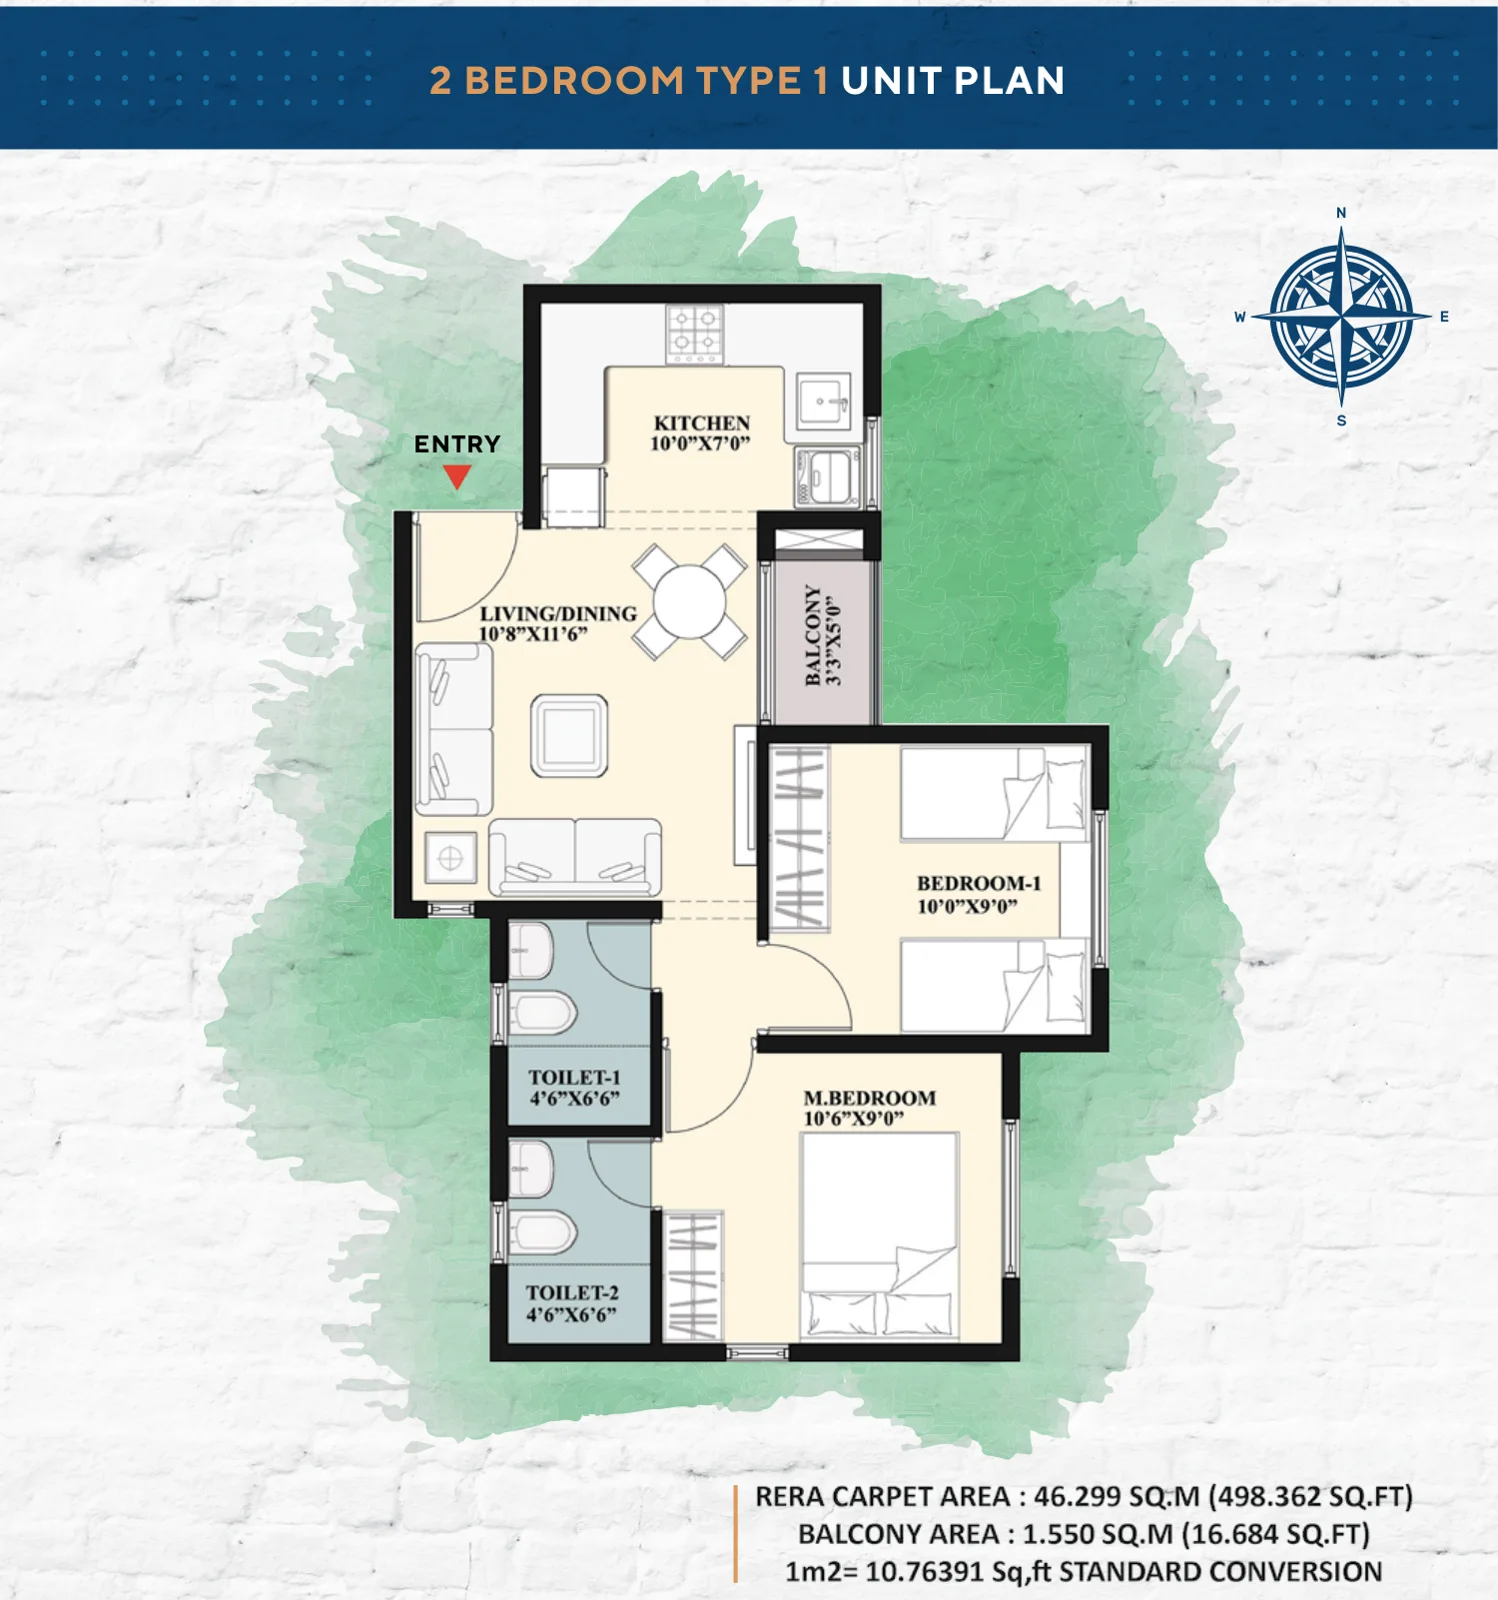 2 BEDROOM TYPE 1 UNIT PLAN
N
W
E
S
ENTRY
KITCHEN
10'0"X7'0"
LIVING/DINING
10'8"X11'6"
BALCONY
3'3"X5'0"
BEDROOM-1
10'0"X9'0"
TOILET-1
4'6"X6'6"
M.BEDROOM
10'6"X9'0"
TOILET-2
4'6"X6'6"
RERA CARPET AREA : 46.299 SQ.M (498.362 SQ.FT)
BALCONY AREA : 1.550 SQ.M (16.684 SQ.FT)
1m2= 10.76391 Sq,ft STANDARD CONVERSION